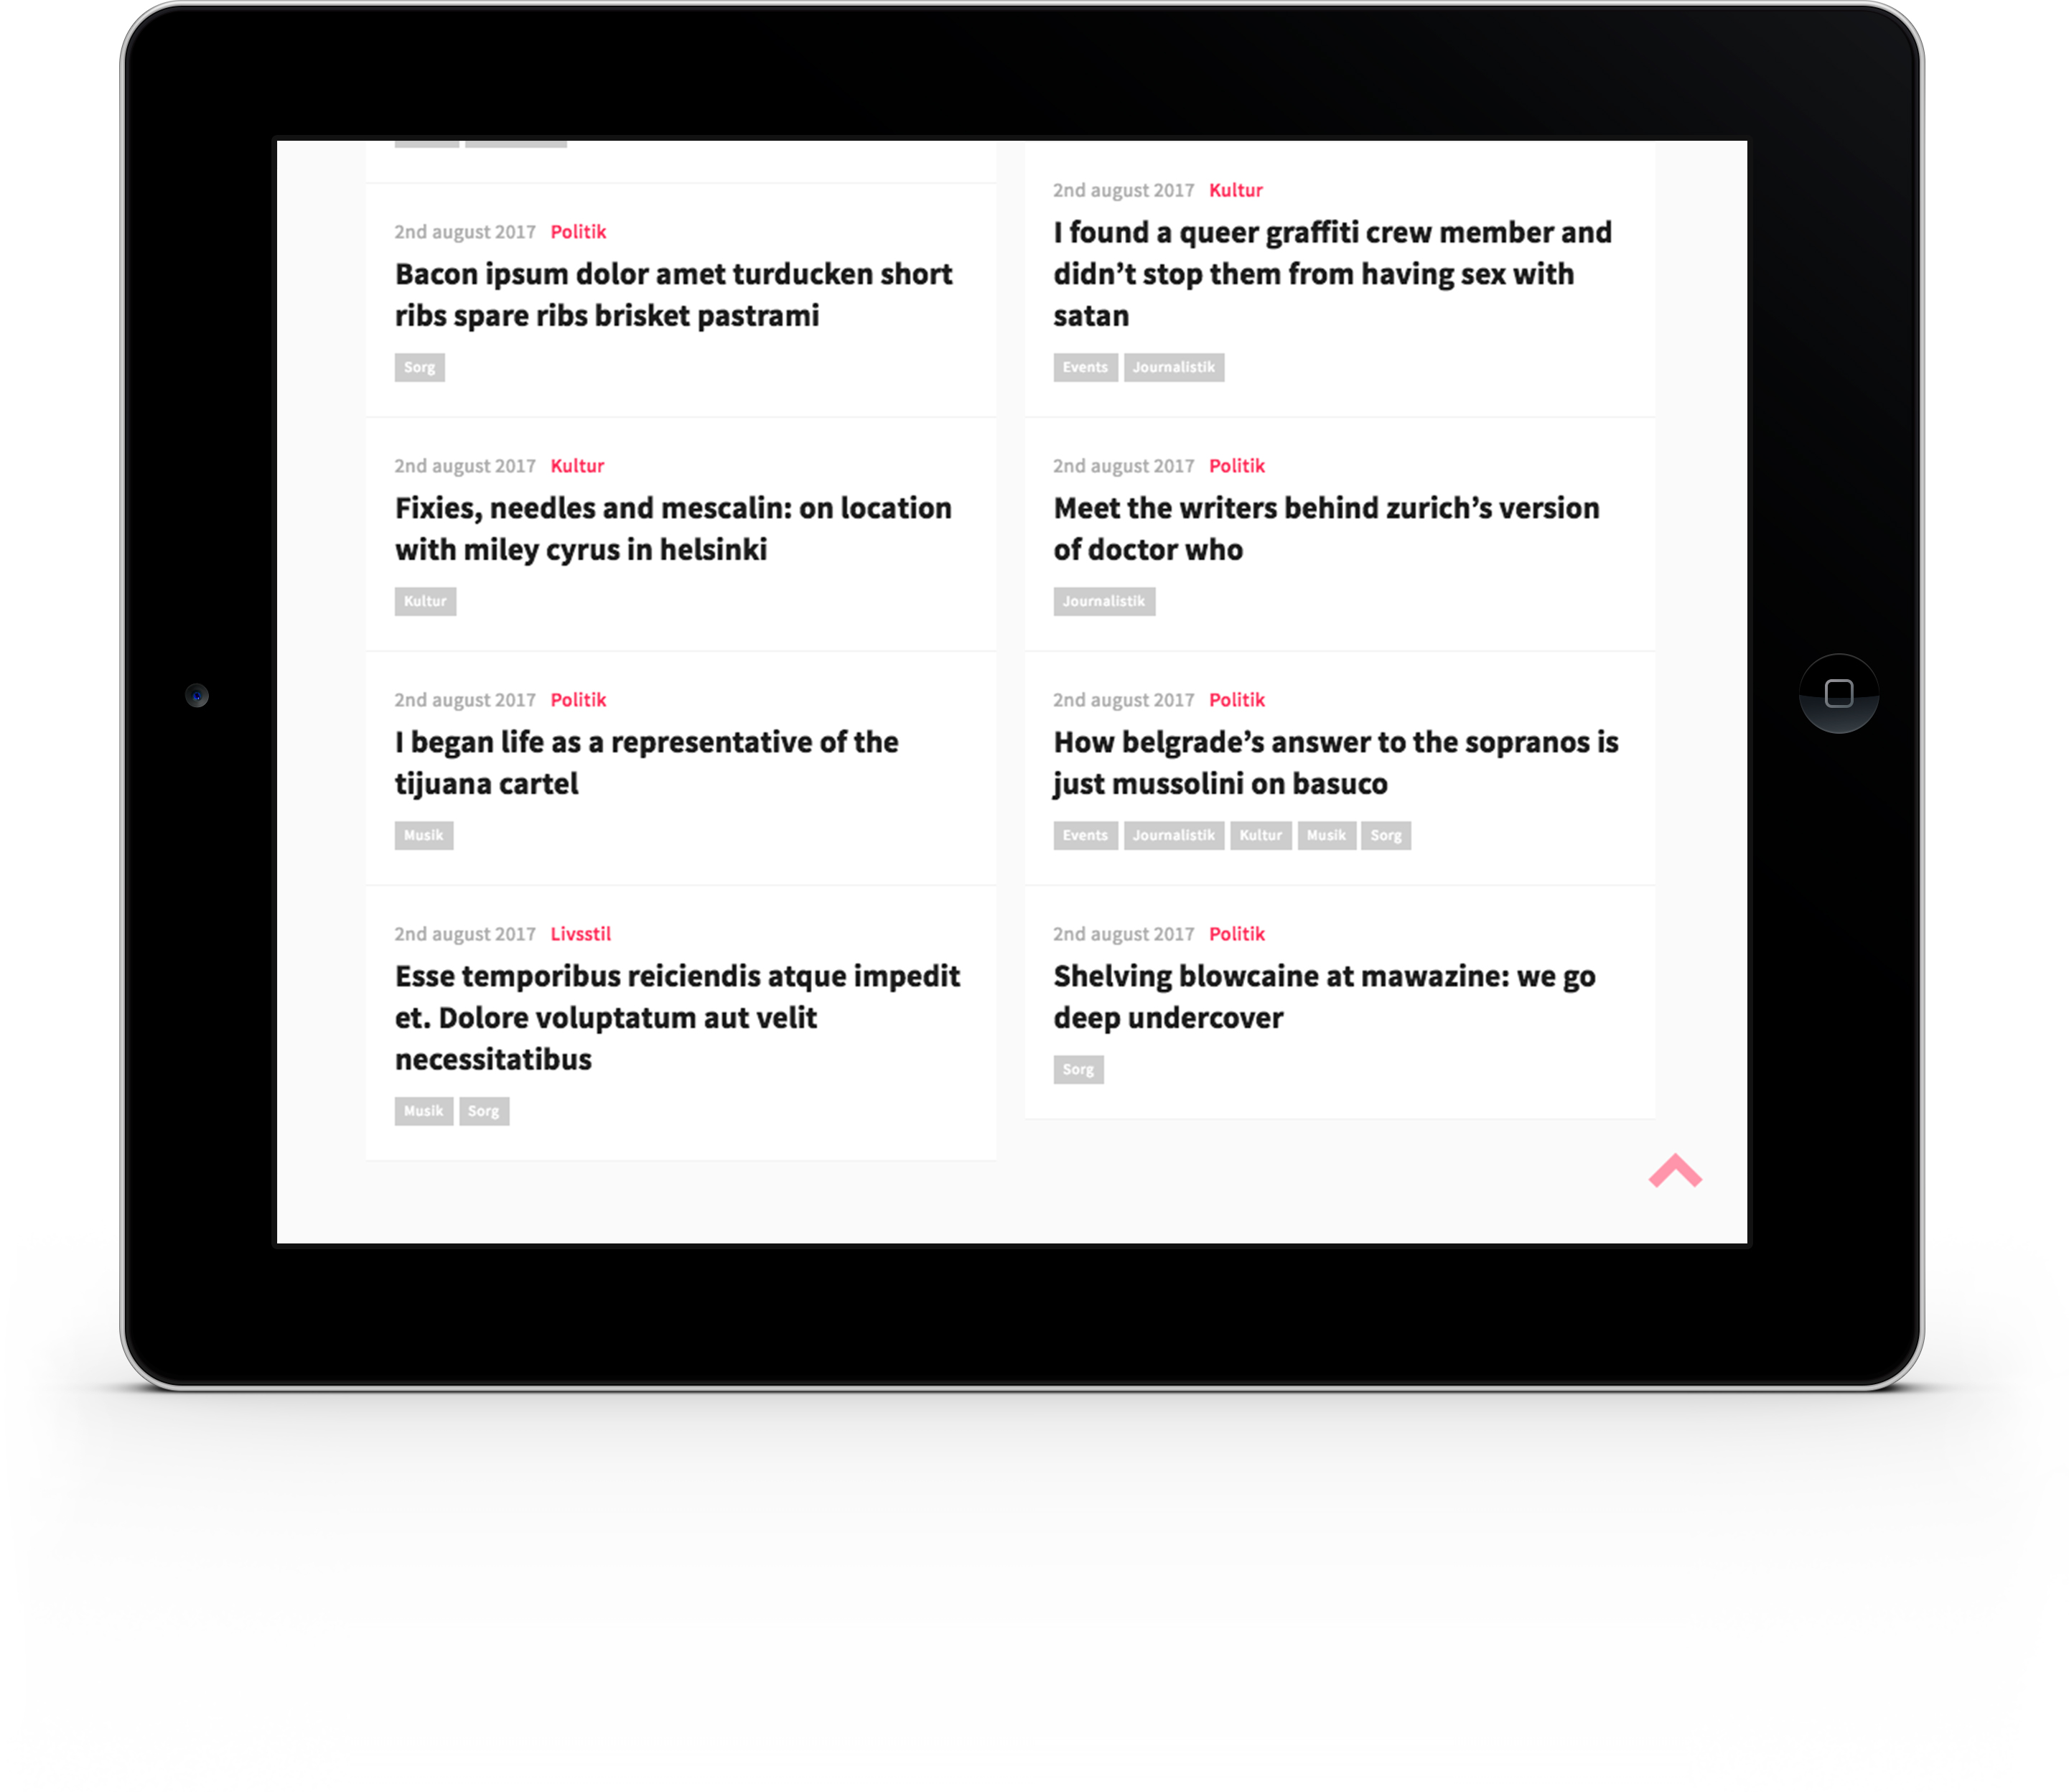 2nd august 2017 Politik
Bacon ipsum dolor amet turducken short
ribs spare ribs brisket pastrami
Sorg
2nd august 2017 Kultur
Fixies, needles and mescalin: on location
with miley cyrus in helsinki
Kultur
2nd august 2017 Politik
I began life as a representative of the
tijuana cartel
Musik
2nd august 2017 Livsstil
Esse temporibus reiciendis atque impedit
et. Dolore voluptatum aut velit
necessitatibus
Musik Sorg
2nd august 2017 Kultur
I found a queer graffiti crew member and
didn’t stop them from having sex with
satan
Events Journalistik
2nd august 2017 Politik
Meet the writers behind zurich’s version
of doctor who
Journalistik
2nd august 2017 Politik
How belgrade’s answer to the sopranos is
just mussolini on basuco
Events Journalistik Kultur Musik Sorg
2nd august 2017 Politik
Shelving blowcaine at mawazine: we go
deep undercover
Sorg